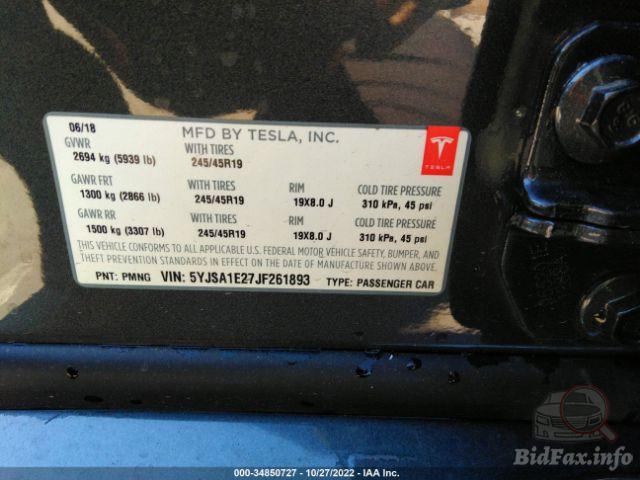 06/18 MFD BY TESLA, INC.
GVWR WITH TIRES
2694 kg (5939 lb) 245/45R19
TESLA
GAWR FRT WITH TIRES RIM COLD TIRE PRESSURE
1300 kg (2866 lb) 245/45R19 19X8.0 J 310 kPa, 45 psi
GAWR RR WITH TIRES RIM COLD TIRE PRESSURE
1500 kg (3307 lb) 245/45R19 19X8.0 J 310 kPa, 45 psi
THIS VEHICLE CONFORMS TO ALL APPLICABLE U.S. FEDERAL MOTOR VEHICLE SAFETY, BUMPER, AND
THEFT PREVENTION STANDARDS IN EFFECT ON THE DATE OF MANUFACTURE SHOWN ABOVE.
PNT: PMNG VIN: 5YJSA1E27JF261893 TYPE: PASSENGER CAR
BidFax.info
000-34850727 - 10/27/2022 - IAA Inc.